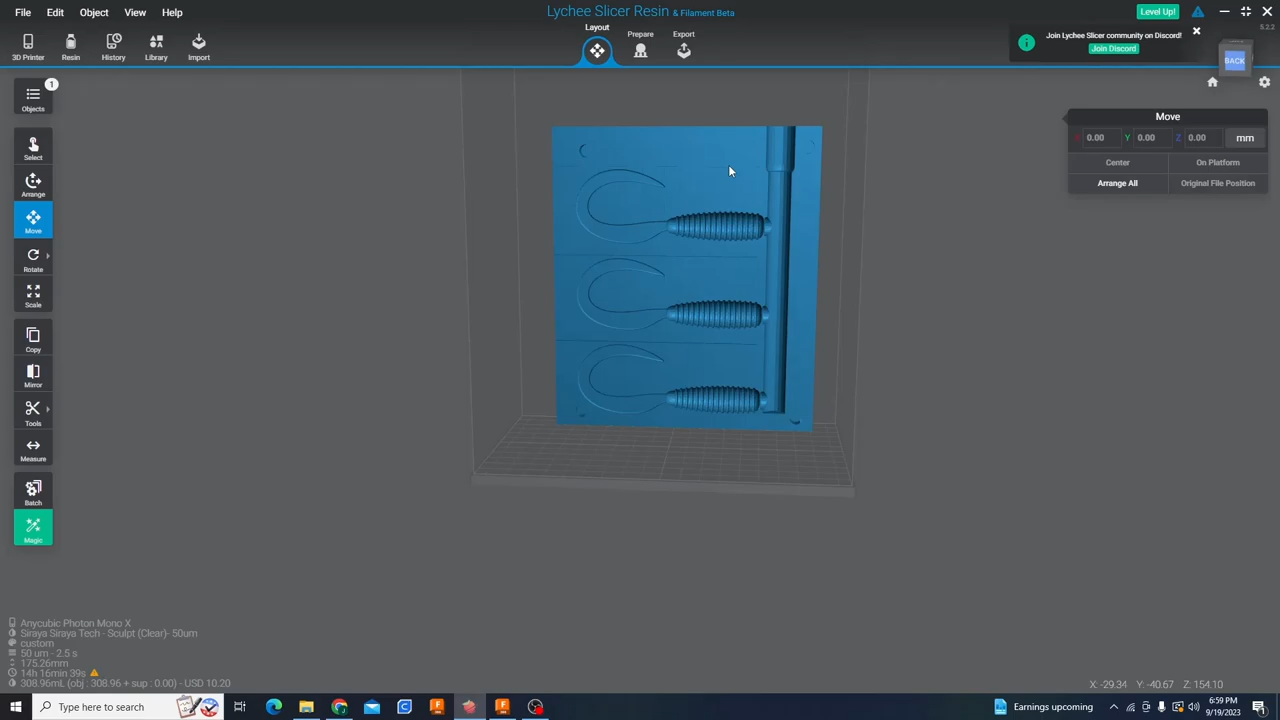 File Edit Object View Help
Lychee Slicer Resin & Filament Beta
Level Up!
5.2.2
3D Printer Resin History Library Import
Layout Prepare Export
Join Lychee Slicer community on Discord!
Join Discord
BACK
Objects 1
Select
Arrange
Move
Rotate
Scale
Copy
Mirror
Tools
Measure
Batch
Magic
Move
X 0.00 Y 0.00 Z 0.00 mm
Center On Platform
Arrange All Original File Position
Anycubic Photon Mono X
Siraya Siraya Tech - Sculpt (Clear)- 50um
custom
50 um - 2.5 s
175.26mm
14h 16min 39s
308.96mL (obj : 308.96 + sup : 0.00) - USD 10.20
X: -29.34 Y: -40.67 Z: 154.10
Type here to search
Earnings upcoming
6:59 PM
9/19/2023